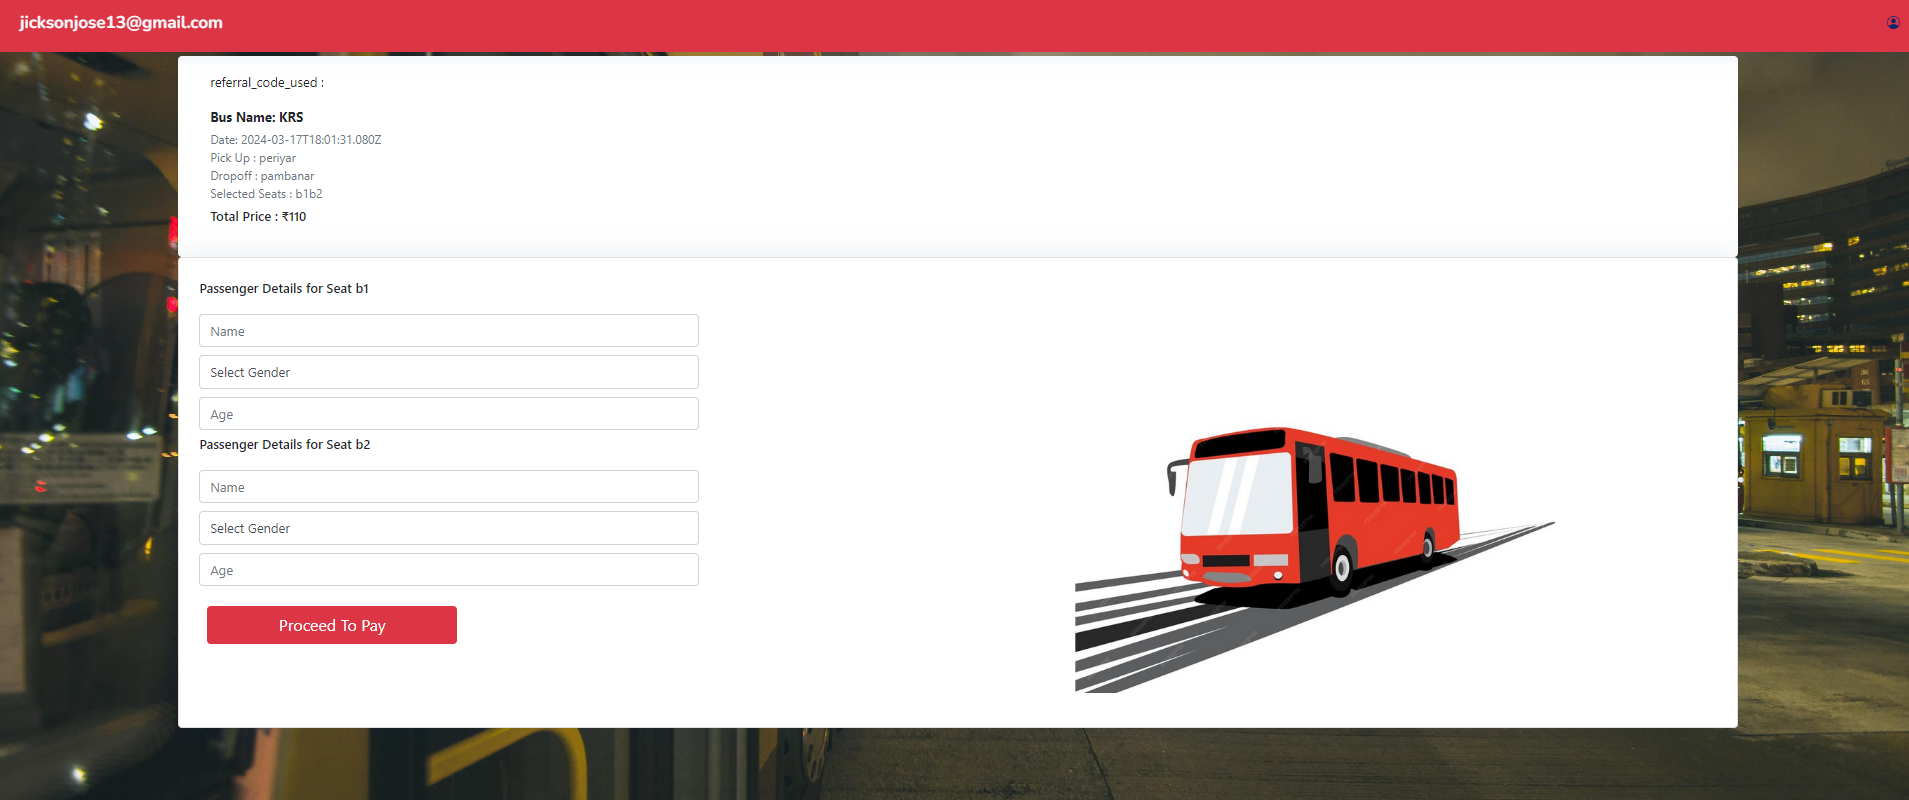 jicksonjose13@gmail.com
referral_code_used :
Bus Name: KRS
Date: 2024-03-17T18:01:31.080Z
Pick Up : periyar
Dropoff : pambanar
Selected Seats : b1b2
Total Price : ₹110
Passenger Details for Seat b1
Name
Select Gender
Age
Passenger Details for Seat b2
Name
Select Gender
Age
Proceed To Pay